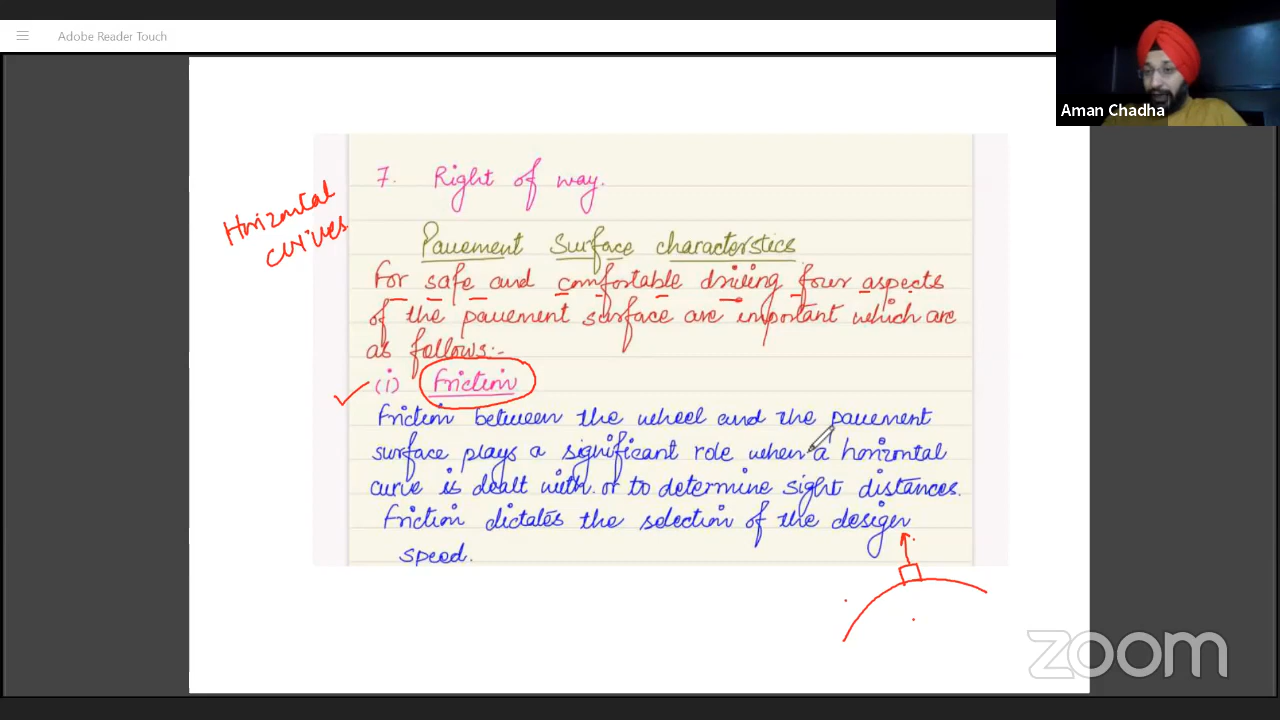 Adobe Reader Touch
Aman Chadha
7. Right of way.
Horizontal
curves
Pavement Surface characterstics
For safe and comfortable driving four aspects
of the pavement surface are important which are
as follows:-
(i) Friction
Friction between the wheel and the pavement
surface plays a significant role when a horizontal
curve is dealt with or to determine sight distances.
Friction dictates the selection of the design
speed.
zoom